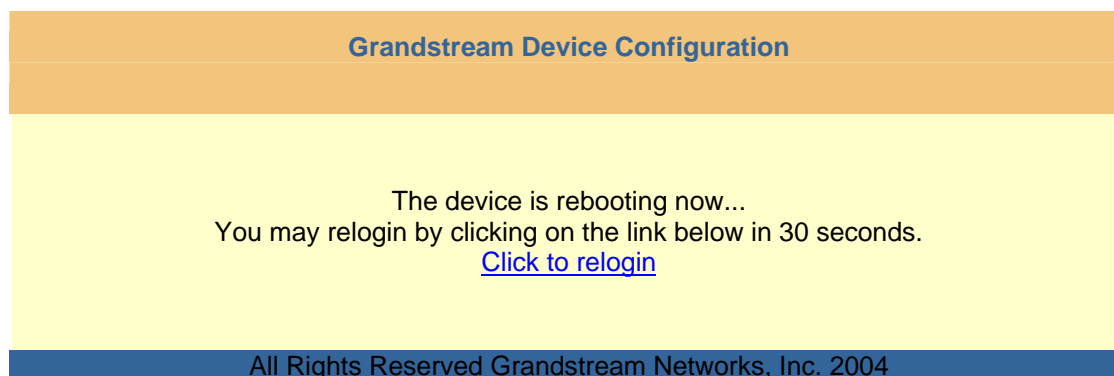 Grandstream Device Configuration
The device is rebooting now...
You may relogin by clicking on the link below in 30 seconds.
Click to relogin
All Rights Reserved Grandstream Networks, Inc. 2004